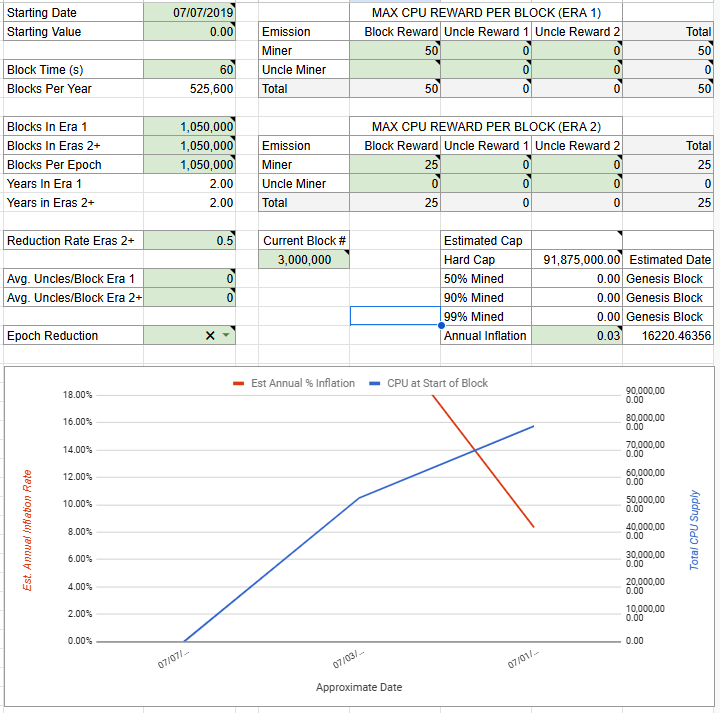 Starting Date 07/07/2019 MAX CPU REWARD PER BLOCK (ERA 1)
Starting Value 0.00 Emission Block Reward Uncle Reward 1 Uncle Reward 2 Total
Miner 50 0 0 50
Block Time (s) 60 Uncle Miner 0 0 0
Blocks Per Year 525,600 Total 50 0 0 50
Blocks In Era 1 1,050,000 MAX CPU REWARD PER BLOCK (ERA 2)
Blocks In Eras 2+ 1,050,000 Emission Block Reward Uncle Reward 1 Uncle Reward 2 Total
Blocks Per Epoch 1,050,000 Miner 25 0 0 25
Years In Era 1 2.00 Uncle Miner 0 0 0 0
Years in Eras 2+ 2.00 Total 25 0 0 25
Reduction Rate Eras 2+ 0.5 Current Block # Estimated Cap
3,000,000 Hard Cap 91,875,000.00 Estimated Date
Avg. Uncles/Block Era 1 0 50% Mined 0.00 Genesis Block
Avg. Uncles/Block Era 2+ 0 90% Mined 0.00 Genesis Block
99% Mined 0.00 Genesis Block
Epoch Reduction X Annual Inflation 0.03 16220.46356
Est Annual % Inflation CPU at Start of Block
18.00%
16.00%
14.00%
12.00%
10.00%
8.00%
6.00%
4.00%
2.00%
0.00%
Est. Annual Inflation Rate
90,000,00
0.00
80,000,00
0.00
70,000,00
0.00
60,000,00
0.00
50,000,00
0.00
40,000,00
0.00
30,000,00
0.00
20,000,00
0.00
10,000,00
0.00
0.00
Total CPU Supply
07/07/...
07/03/...
07/01/...
Approximate Date